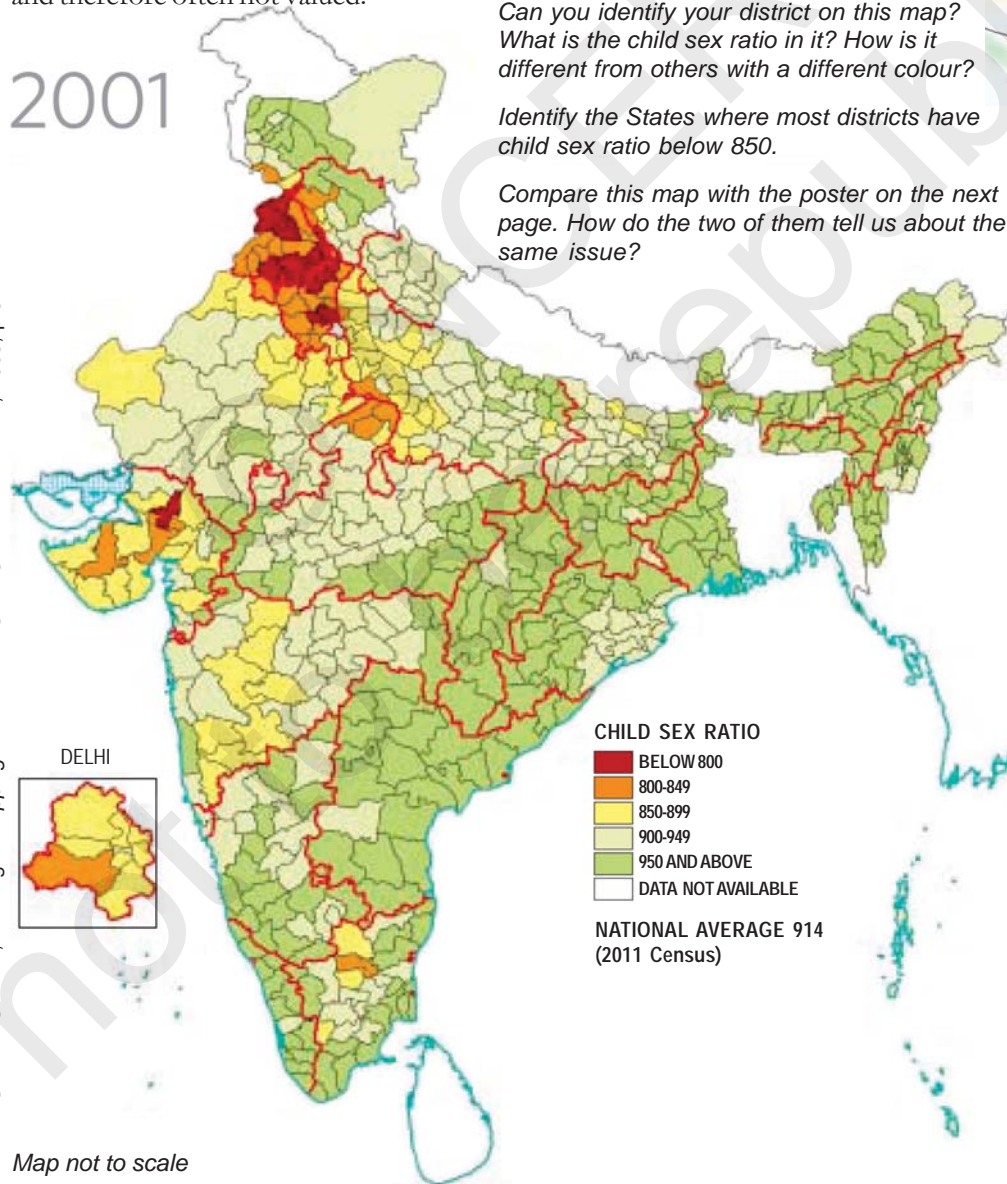 and therefore often not valued.
2001
Can you identify your district on this map?
What is the child sex ratio in it? How is it
different from others with a different colour?
Identify the States where most districts have
child sex ratio below 850.
Compare this map with the poster on the next
page. How do the two of them tell us about the
same issue?
DELHI
CHILD SEX RATIO
BELOW 800
800-849
850-899
900-949
950 AND ABOVE
DATA NOT AVAILABLE
NATIONAL AVERAGE 914
(2011 Census)
Map not to scale